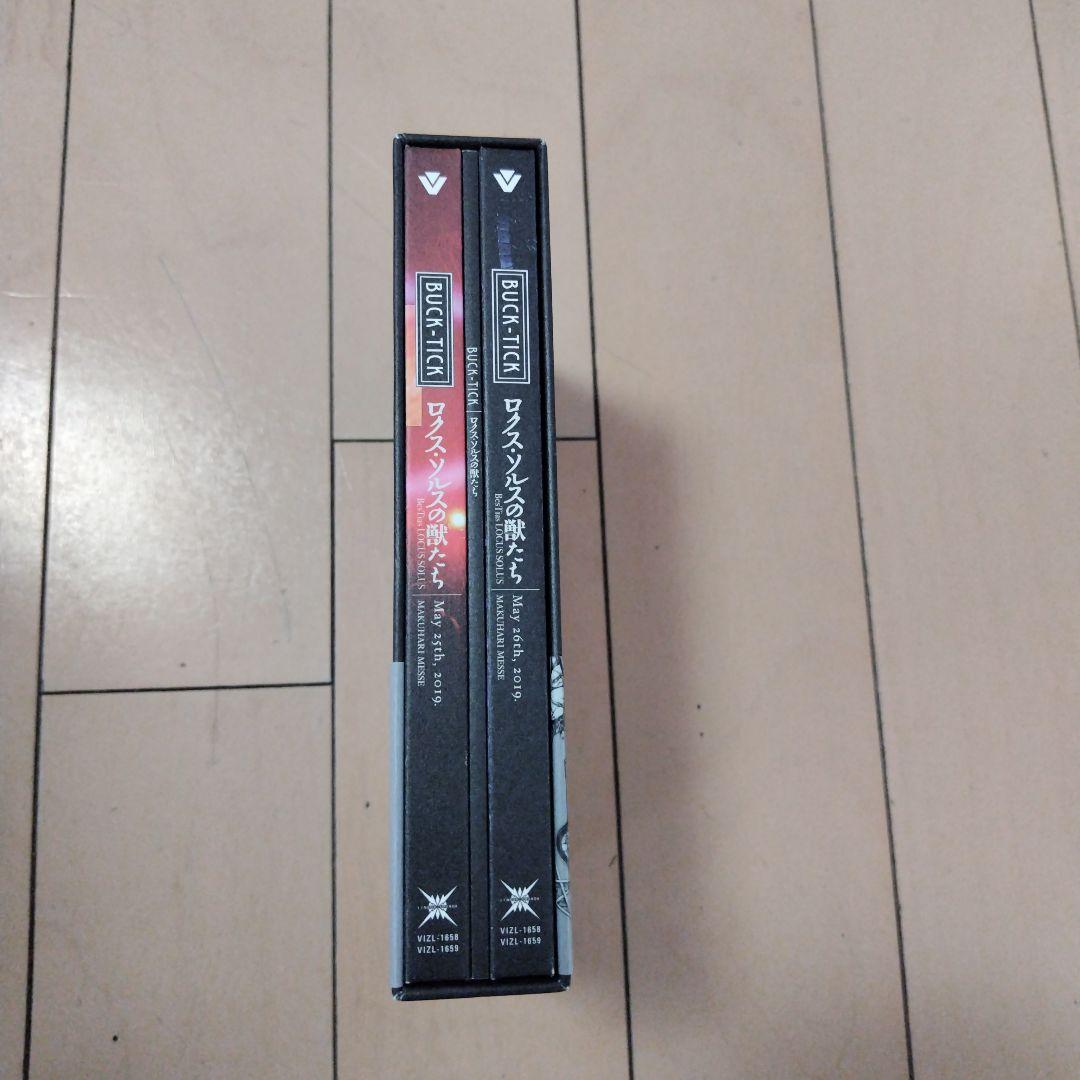 BUCK-TICK
ロクス・ソルスの獣たち
BesTias LOCUS SOLUS
May 25th, 2019.
MAKUHARI MESSE
VIZL-1658
VIZL-1659
BUCK-TICK
ロクス・ソルスの獣たち
BUCK-TICK
ロクス・ソルスの獣たち
BesTias LOCUS SOLUS
May 26th, 2019.
MAKUHARI MESSE
VIZL-1658
VIZL-1659